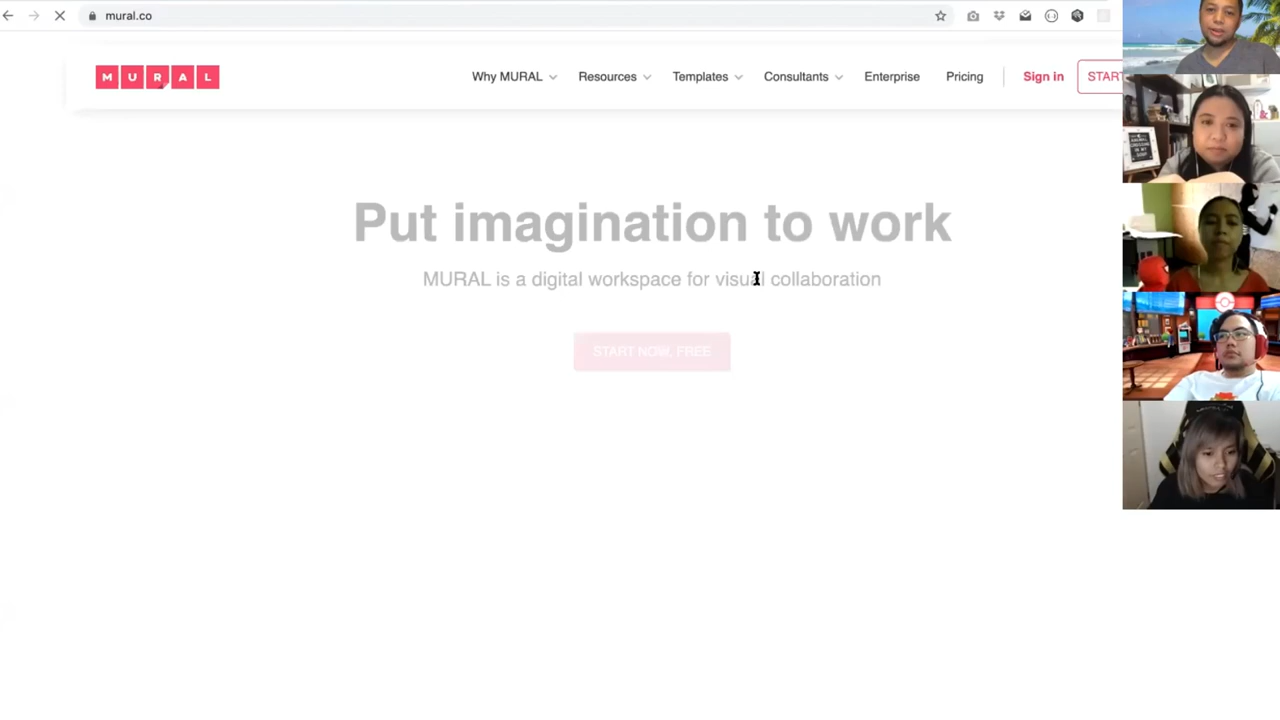 mural.co
MURAL
Why MURAL
Resources
Templates
Consultants
Enterprise
Pricing
Sign in
START
Put imagination to work
MURAL is a digital workspace for visual collaboration
START NOW, FREE